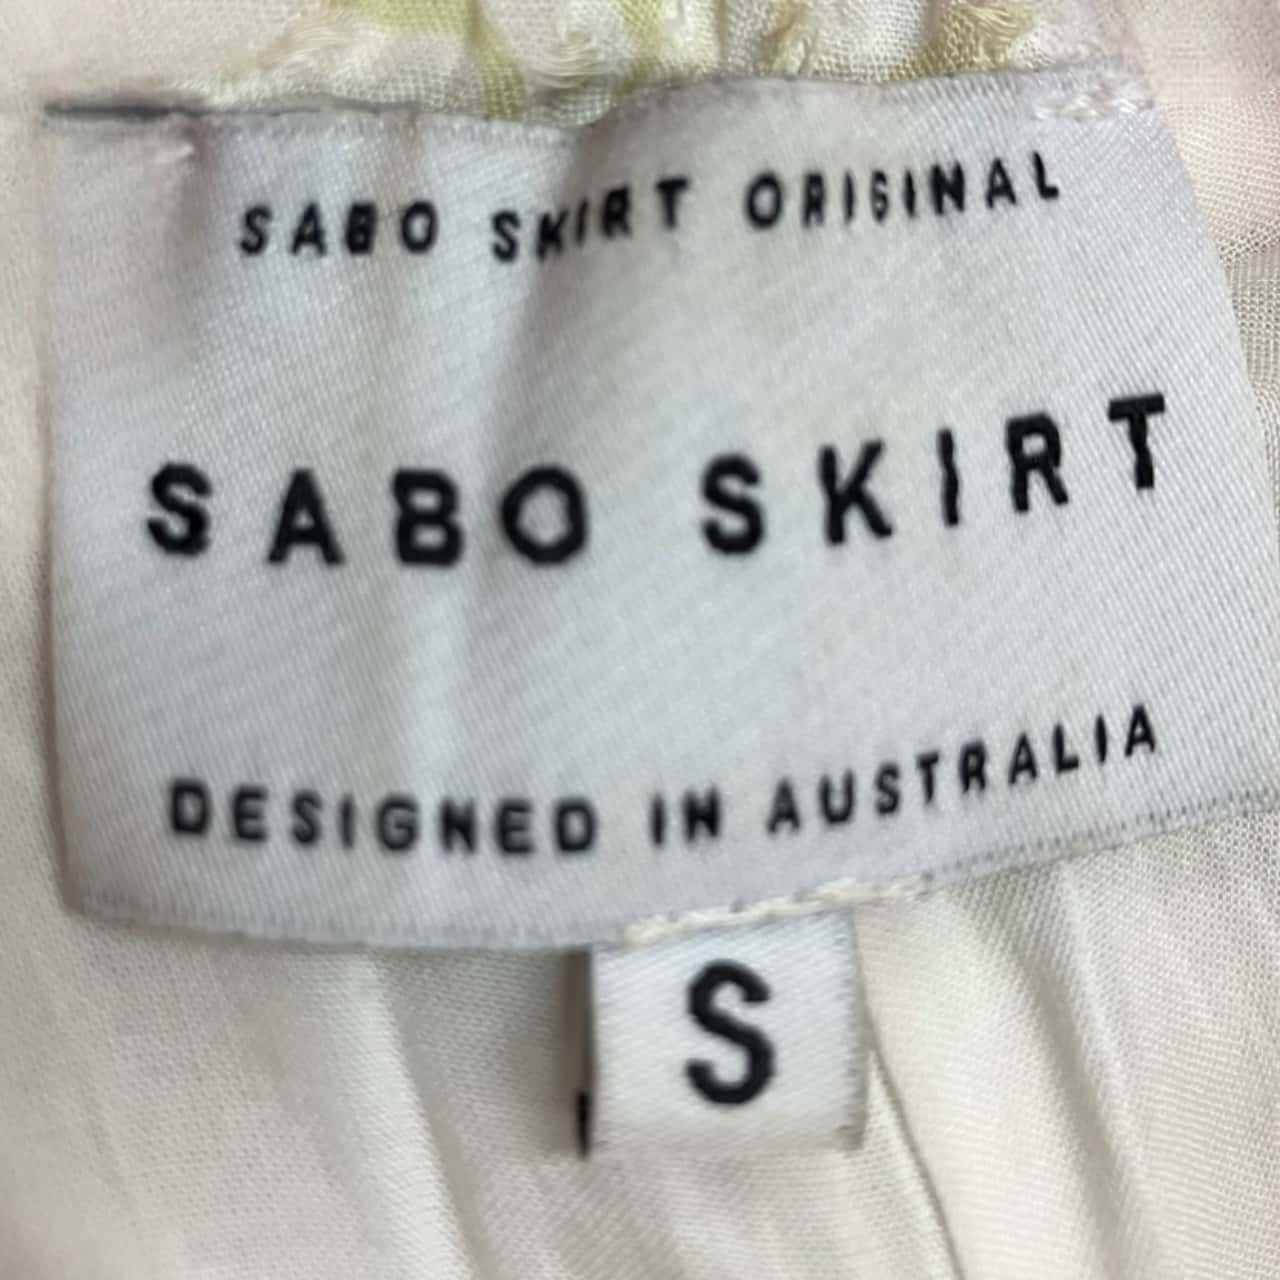 SABO SKIRT ORIGINAL
SABO SKIRT
DESIGNED IN AUSTRALIA
S